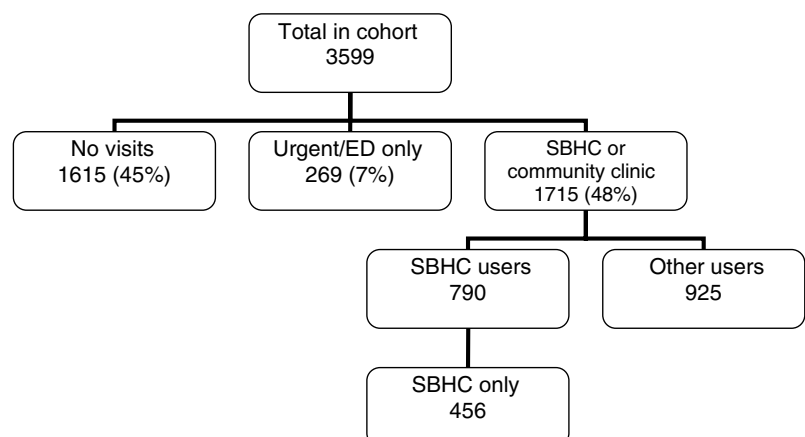 Total in cohort
3599
No visits
1615 (45%)
Urgent/ED only
269 (7%)
SBHC or
community clinic
1715 (48%)
SBHC users
790
Other users
925
SBHC only
456